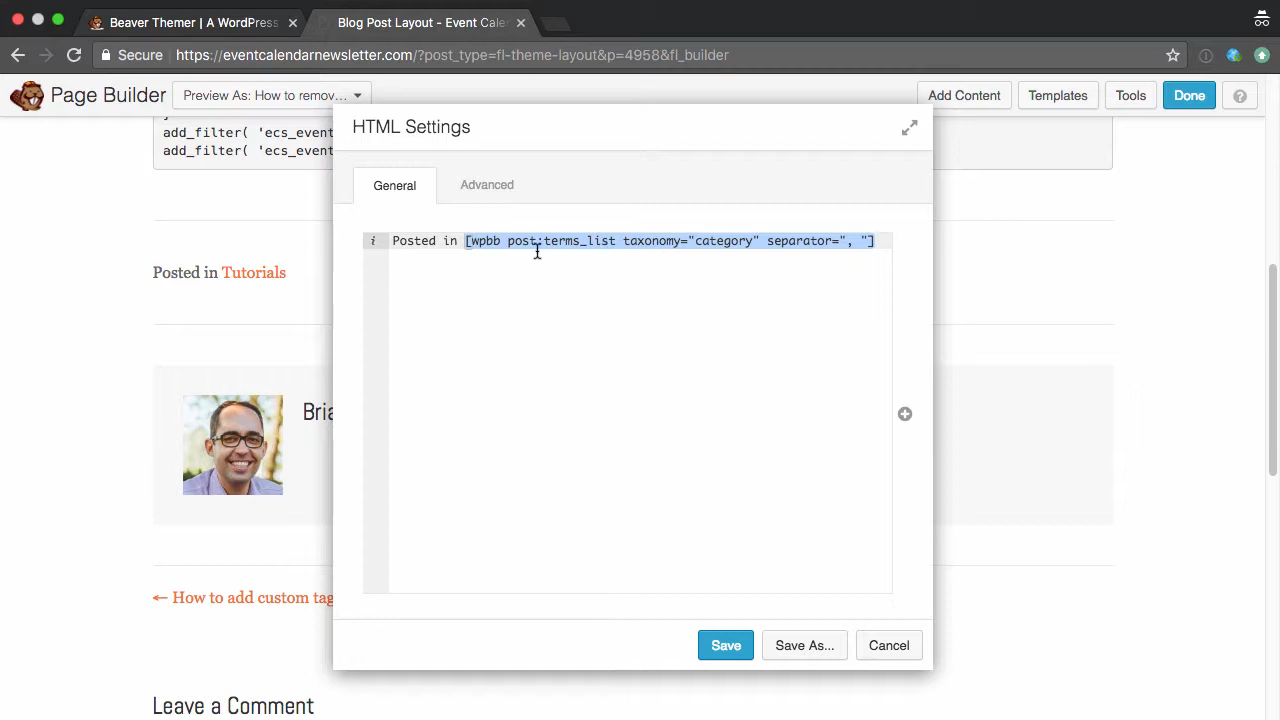 Beaver Themer | A WordPress
Blog Post Layout - Event Cale
Secure
https://eventcalendarnewsletter.com/?post_type=fl-theme-layout&p=4958&fl_builder
Page Builder
Preview As: How to remov...
Add Content
Templates
Tools
Done
?
}
add_filter( 'ecs_event
add_filter( 'ecs_event
HTML Settings
General
Advanced
i
Posted in [wpbb post:terms_list taxonomy="category" separator=", "]
Posted in Tutorials
Bria
← How to add custom tag
Save
Save As...
Cancel
Leave a Comment